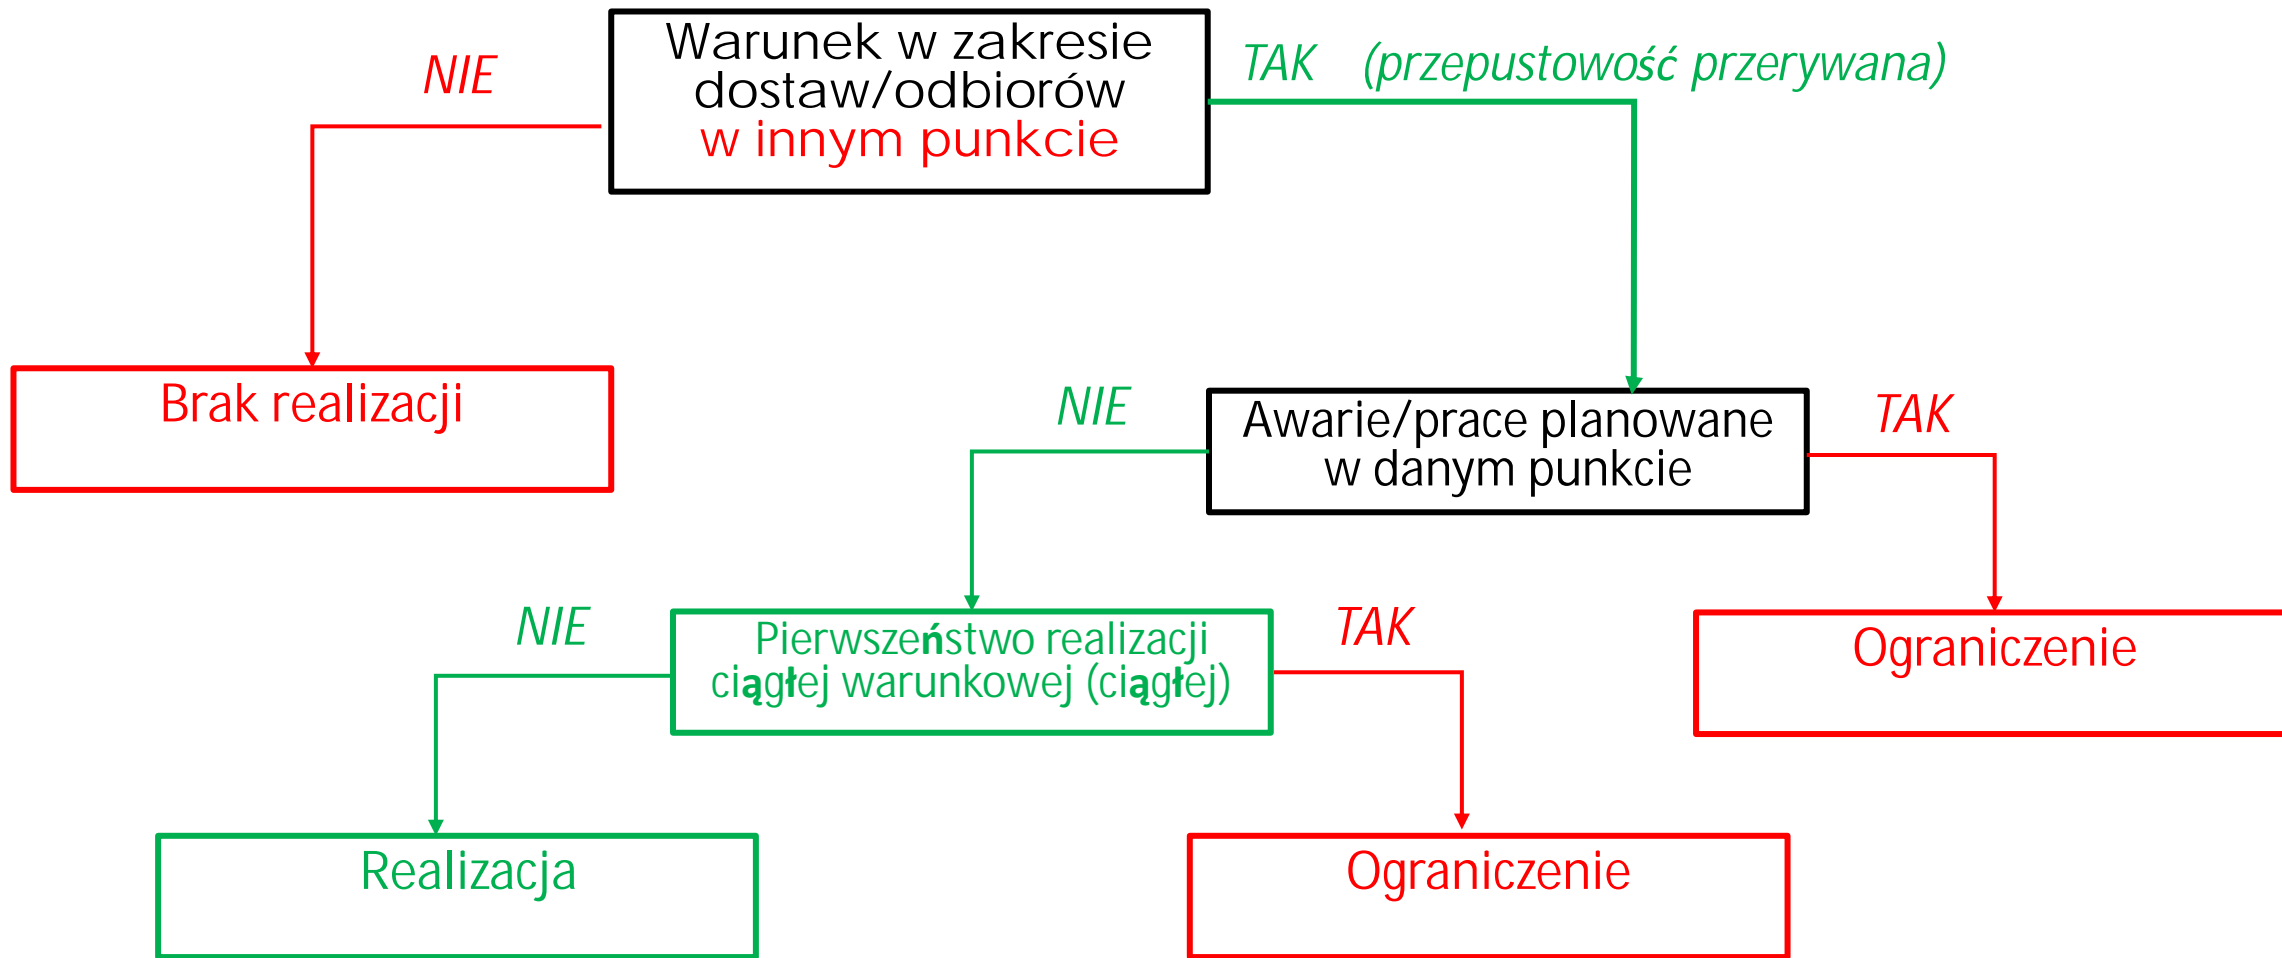 NIE
Warunek w zakresie
dostaw/odbiorów
w innym punkcie
TAK (przepustowość przerywana)
Brak realizacji
NIE
Awarie/prace planowane
w danym punkcie
TAK
NIE
Pierwszeństwo realizacji
ciągłej warunkowej (ciągłej)
TAK
Ograniczenie
Realizacja
Ograniczenie